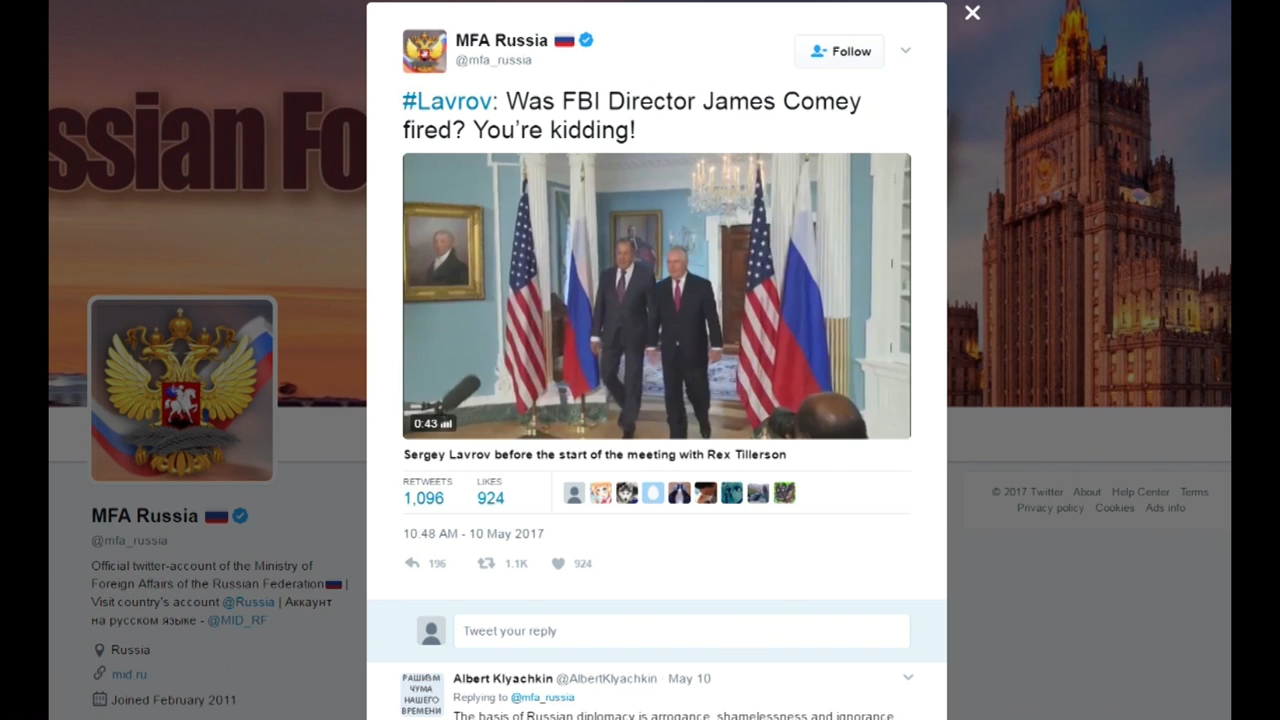 ssian Fo
MFA Russia
@mfa_russia
Follow
#Lavrov: Was FBI Director James Comey
fired? You're kidding!
0:43
Sergey Lavrov before the start of the meeting with Rex Tillerson
RETWEETS
1,096
LIKES
924
10:48 AM - 10 May 2017
196
1.1K
924
Tweet your reply
РАШИЗМ
ЧУМА
НАШЕГО
ВРЕМЕНИ
Albert Klyachkin @AlbertKlyachkin · May 10
Replying to @mfa_russia
The basis of Russian diplomacy is arrogance, shamelessness and ignorance
MFA Russia
@mfa_russia
Official twitter-account of the Ministry of
Foreign Affairs of the Russian Federation |
Visit country's account @Russia | Аккаунт
на русском языке - @MID_RF
Russia
mid.ru
Joined February 2011
© 2017 Twitter About Help Center Terms
Privacy policy Cookies Ads info